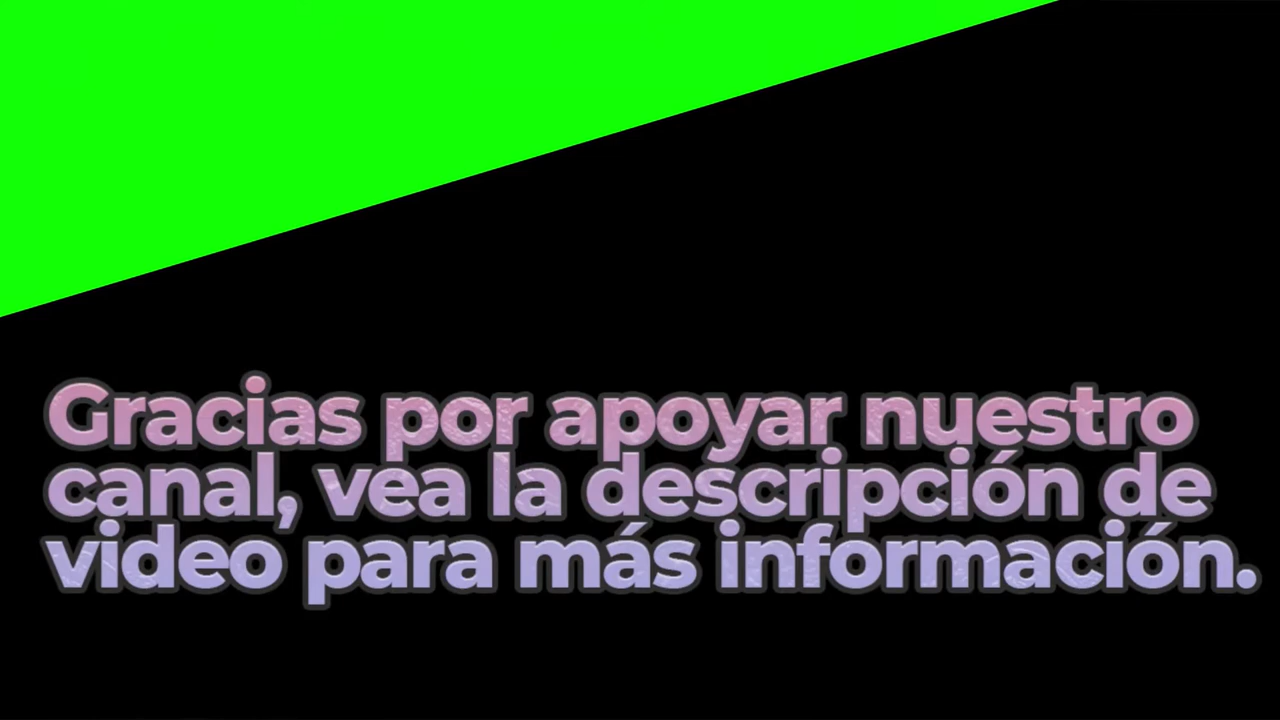 Gracias por apoyar nuestro
canal, vea la descripción de
video para más información.